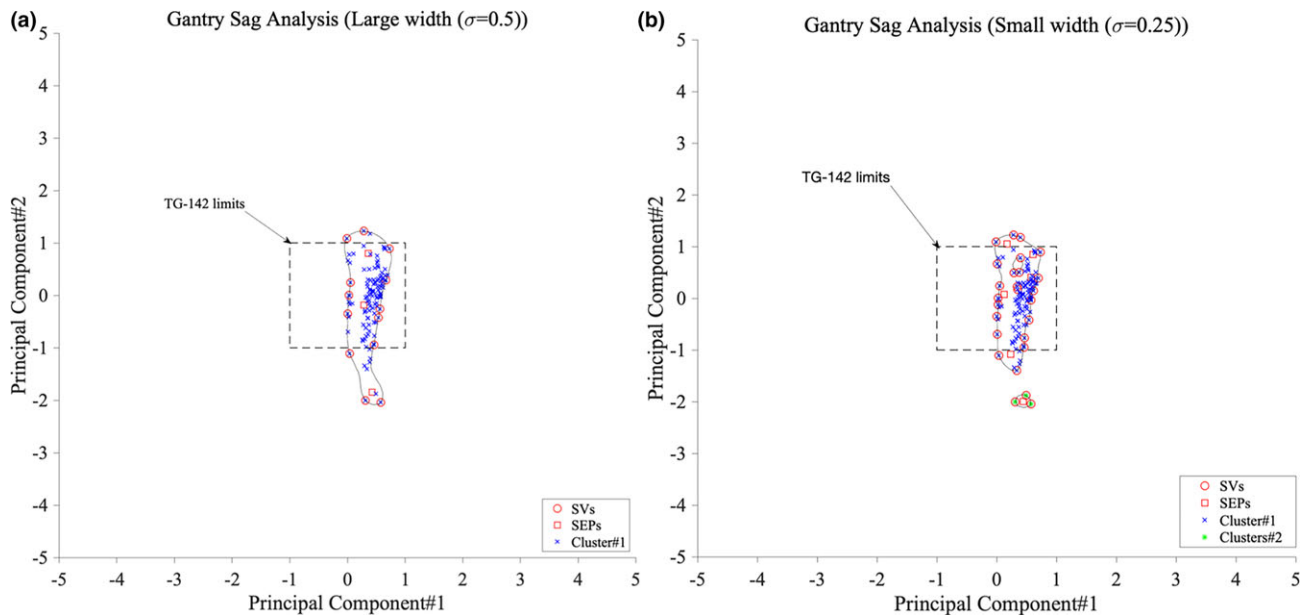 (a)
Gantry Sag Analysis (Large width (σ=0.5))
5
4
3
2
1
0
-1
-2
-3
-4
-5
Principal Component#2
TG-142 limits
SVs
SEPs
Cluster#1
-5
-4
-3
-2
-1
0
1
2
3
4
5
Principal Component#1
(b)
Gantry Sag Analysis (Small width (σ=0.25))
5
4
3
2
1
0
-1
-2
-3
-4
-5
Principal Component#2
TG-142 limits
SVs
SEPs
Cluster#1
Clusters#2
-5
-4
-3
-2
-1
0
1
2
3
4
5
Principal Component#1